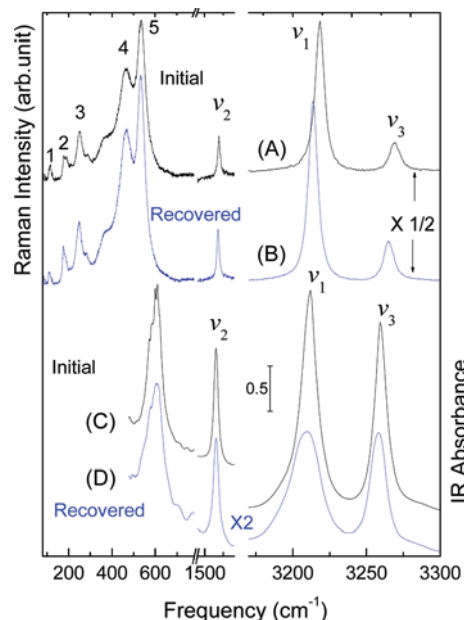 Raman Intensity (arb.unit)
1
2
3
4
5
Initial
v2
v1
v3
(A)
X 1/2
Recovered
(B)
v1
v2
v3
Initial
0.5
(C)
(D)
Recovered
X2
IR Absorbance
200 400 600 1500 3200 3250 3300
Frequency (cm-1)